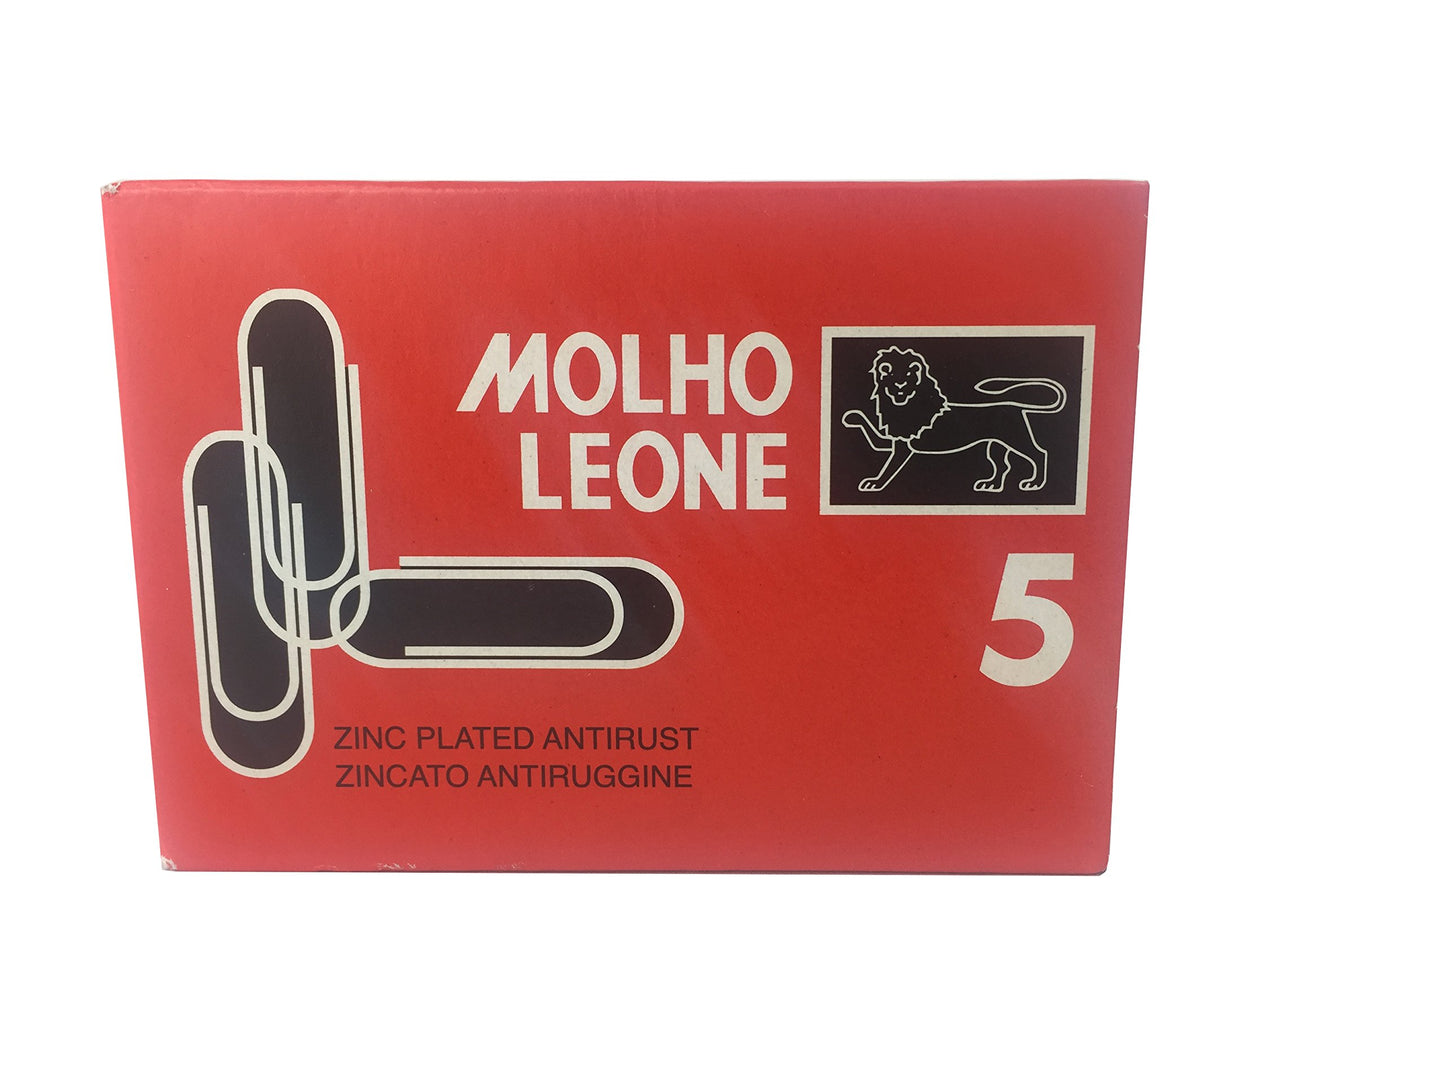 MOLHO
LEONE
5
ZINC PLATED ANTIRUST
ZINCATO ANTIRUGGINE